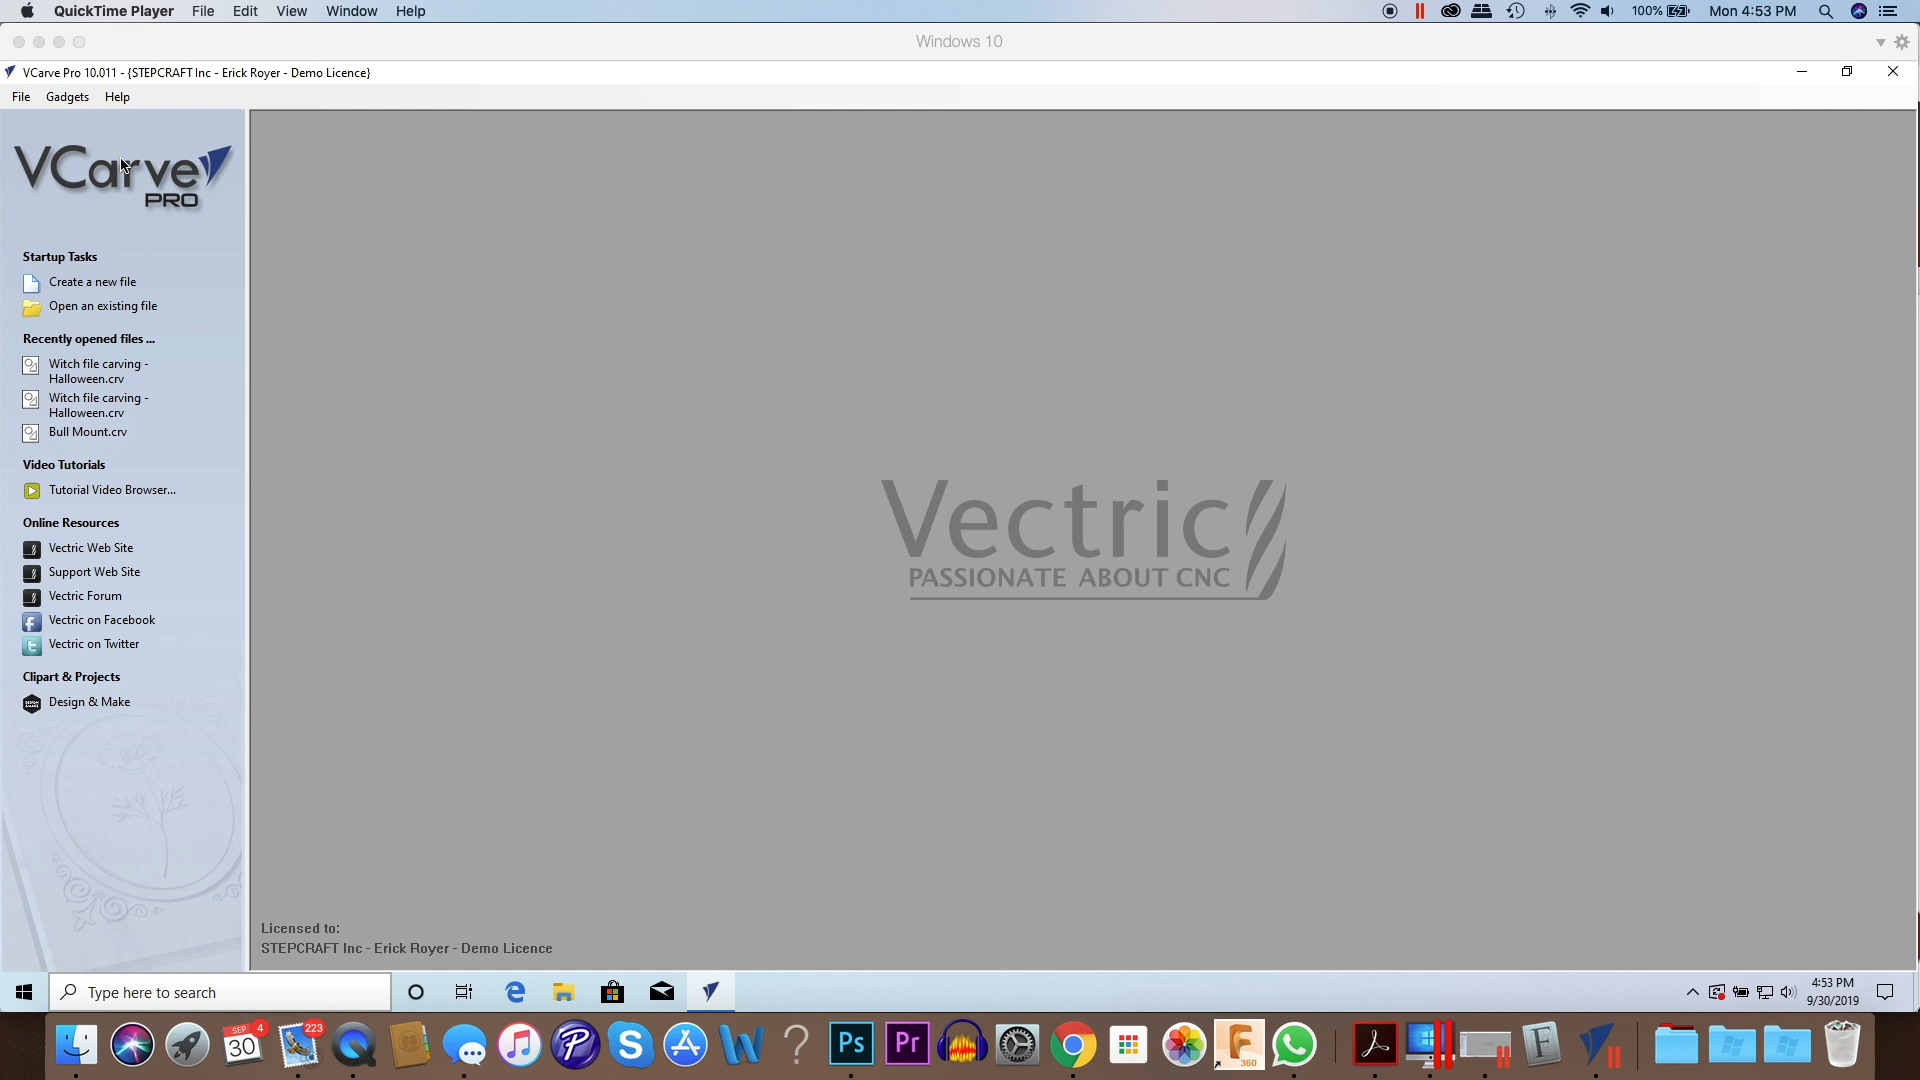 QuickTime Player File Edit View Window Help 100% Mon 4:53 PM
Windows 10
VCarve Pro 10.011 - {STEPCRAFT Inc - Erick Royer - Demo Licence}
File Gadgets Help
VCarve
PRO
Startup Tasks
Create a new file
Open an existing file
Recently opened files ...
Witch file carving -
Halloween.crv
Witch file carving -
Halloween.crv
Bull Mount.crv
Video Tutorials
Tutorial Video Browser...
Online Resources
Vectric Web Site
Support Web Site
Vectric Forum
Vectric on Facebook
Vectric on Twitter
Clipart & Projects
Design & Make
Vectric
PASSIONATE ABOUT CNC
Licensed to:
STEPCRAFT Inc - Erick Royer - Demo Licence
Type here to search
4:53 PM
9/30/2019
SEP 4
30
223
Ps
Pr
360